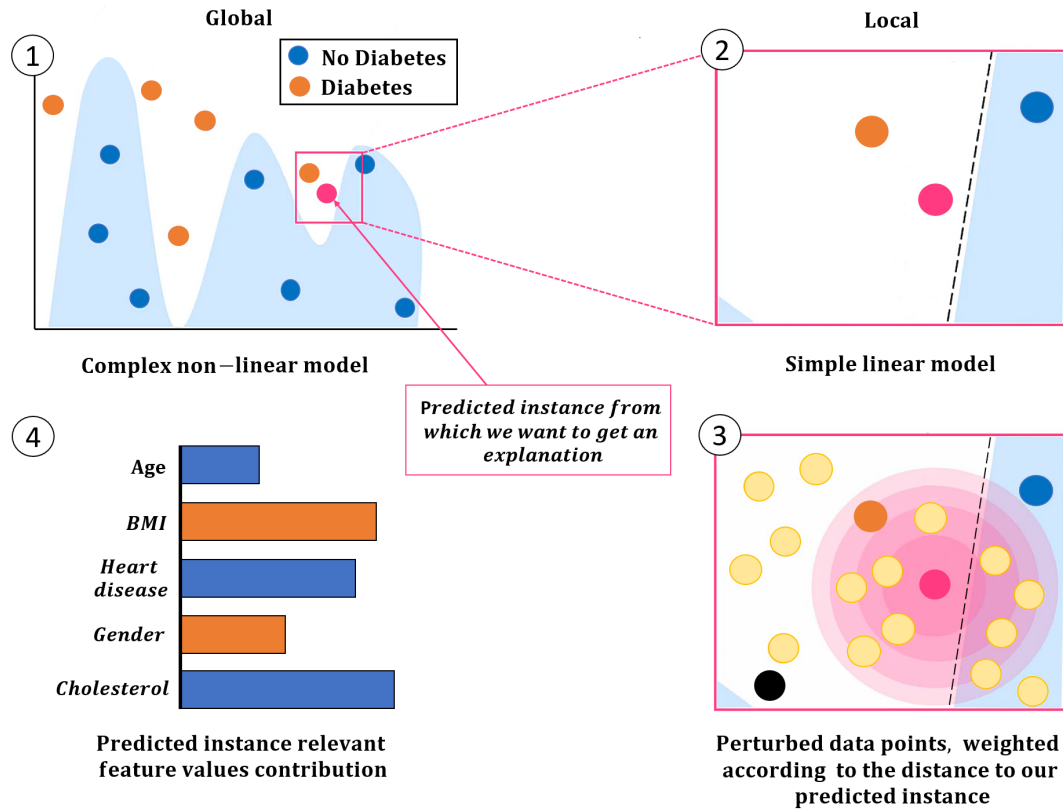 Global
1
No Diabetes
Diabetes
Complex non−linear model
Local
2
Simple linear model
Predicted instance from
which we want to get an
explanation
4
Age
BMI
Heart
disease
Gender
Cholesterol
Predicted instance relevant
feature values contribution
3
Perturbed data points, weighted
according to the distance to our
predicted instance